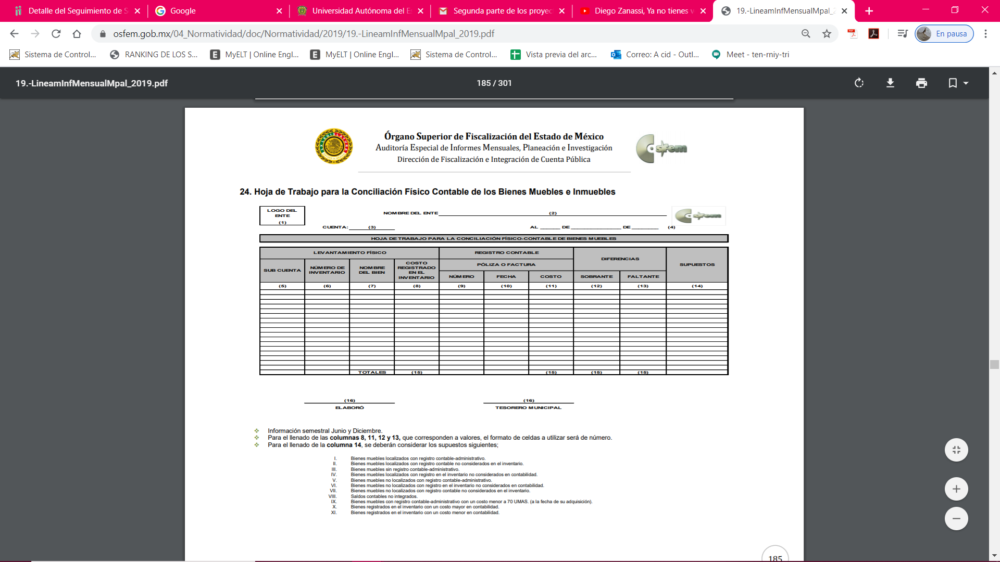 Detalle del Seguimiento de S
Google
Universidad Autónoma del E
Segunda parte de los proyec
Diego Zanassi, Ya no tienes v
19.-LineamInfMensualMpal_2
osfem.gob.mx/04_Normatividad/doc/Normatividad/2019/19.-LineamInfMensualMpal_2019.pdf
En pausa
Sistema de Control...
RANKING DE LOS S...
MyELT | Online Engl...
MyELT | Online Engl...
Sistema de Control...
Vista previa del arc...
Correo: A cid - Outl...
Meet - ten-rniy-tri
19.-LineamInfMensualMpal_2019.pdf
185 / 301
Órgano Superior de Fiscalización del Estado de México
Auditoría Especial de Informes Mensuales, Planeación e Investigación
Dirección de Fiscalización e Integración de Cuenta Pública
osfem
24. Hoja de Trabajo para la Conciliación Físico Contable de los Bienes Muebles e Inmuebles
LOGO DEL
ENTE
(1)
NOMBRE DEL ENTE (2)
osfem
CUENTA: (3)
AL DE DE (4)
HOJA DE TRABAJO PARA LA CONCILIACIÓN FÍSICO-CONTABLE DE BIENES MUEBLES
LEVANTAMIENTO FÍSICO
REGISTRO CONTABLE
DIFERENCIAS
SUPUESTOS
SUB CUENTA
NÚMERO DE
INVENTARIO
NOMBRE
DEL BIEN
COSTO
REGISTRADO
EN EL
INVENTARIO
PÓLIZA O FACTURA
NÚMERO
FECHA
COSTO
SOBRANTE
FALTANTE
(5) (6) (7) (8) (9) (10) (11) (12) (13) (14)
TOTALES (15) (15) (15) (15)
(16)
ELABORÓ
(16)
TESORERO MUNICIPAL
Información semestral Junio y Diciembre.
Para el llenado de las columnas 8, 11, 12 y 13, que corresponden a valores, el formato de celdas a utilizar será de número.
Para el llenado de la columna 14, se deberán considerar los supuestos siguientes;
I. Bienes muebles localizados con registro contable-administrativo.
II. Bienes muebles localizados con registro contable no considerados en el inventario.
III. Bienes muebles sin registro contable-administrativo.
IV. Bienes muebles localizados con registro en el inventario no considerados en contabilidad.
V. Bienes muebles no localizados con registro contable-administrativo.
VI. Bienes muebles no localizados con registro en el inventario no considerados en contabilidad.
VII. Bienes muebles no localizados con registro contable no considerados en el inventario.
VIII. Saldos contables no integrados.
IX. Bienes muebles con registro contable-administrativo con un costo menor a 70 UMAS. (a la fecha de su adquisición).
X. Bienes registrados en el inventario con un costo mayor en contabilidad.
XI. Bienes registrados en el inventario con un costo menor en contabilidad.
185